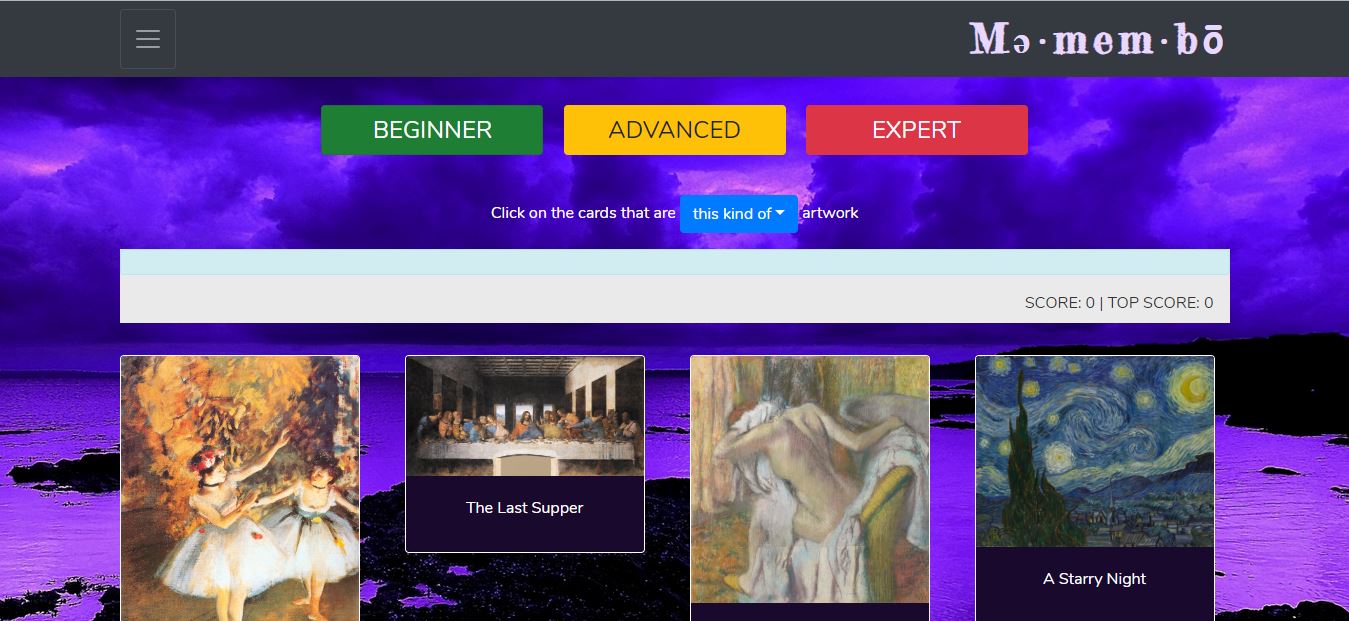 Mə·mem·bō
BEGINNER
ADVANCED
EXPERT
Click on the cards that are this kind of artwork
SCORE: 0 | TOP SCORE: 0
The Last Supper
A Starry Night